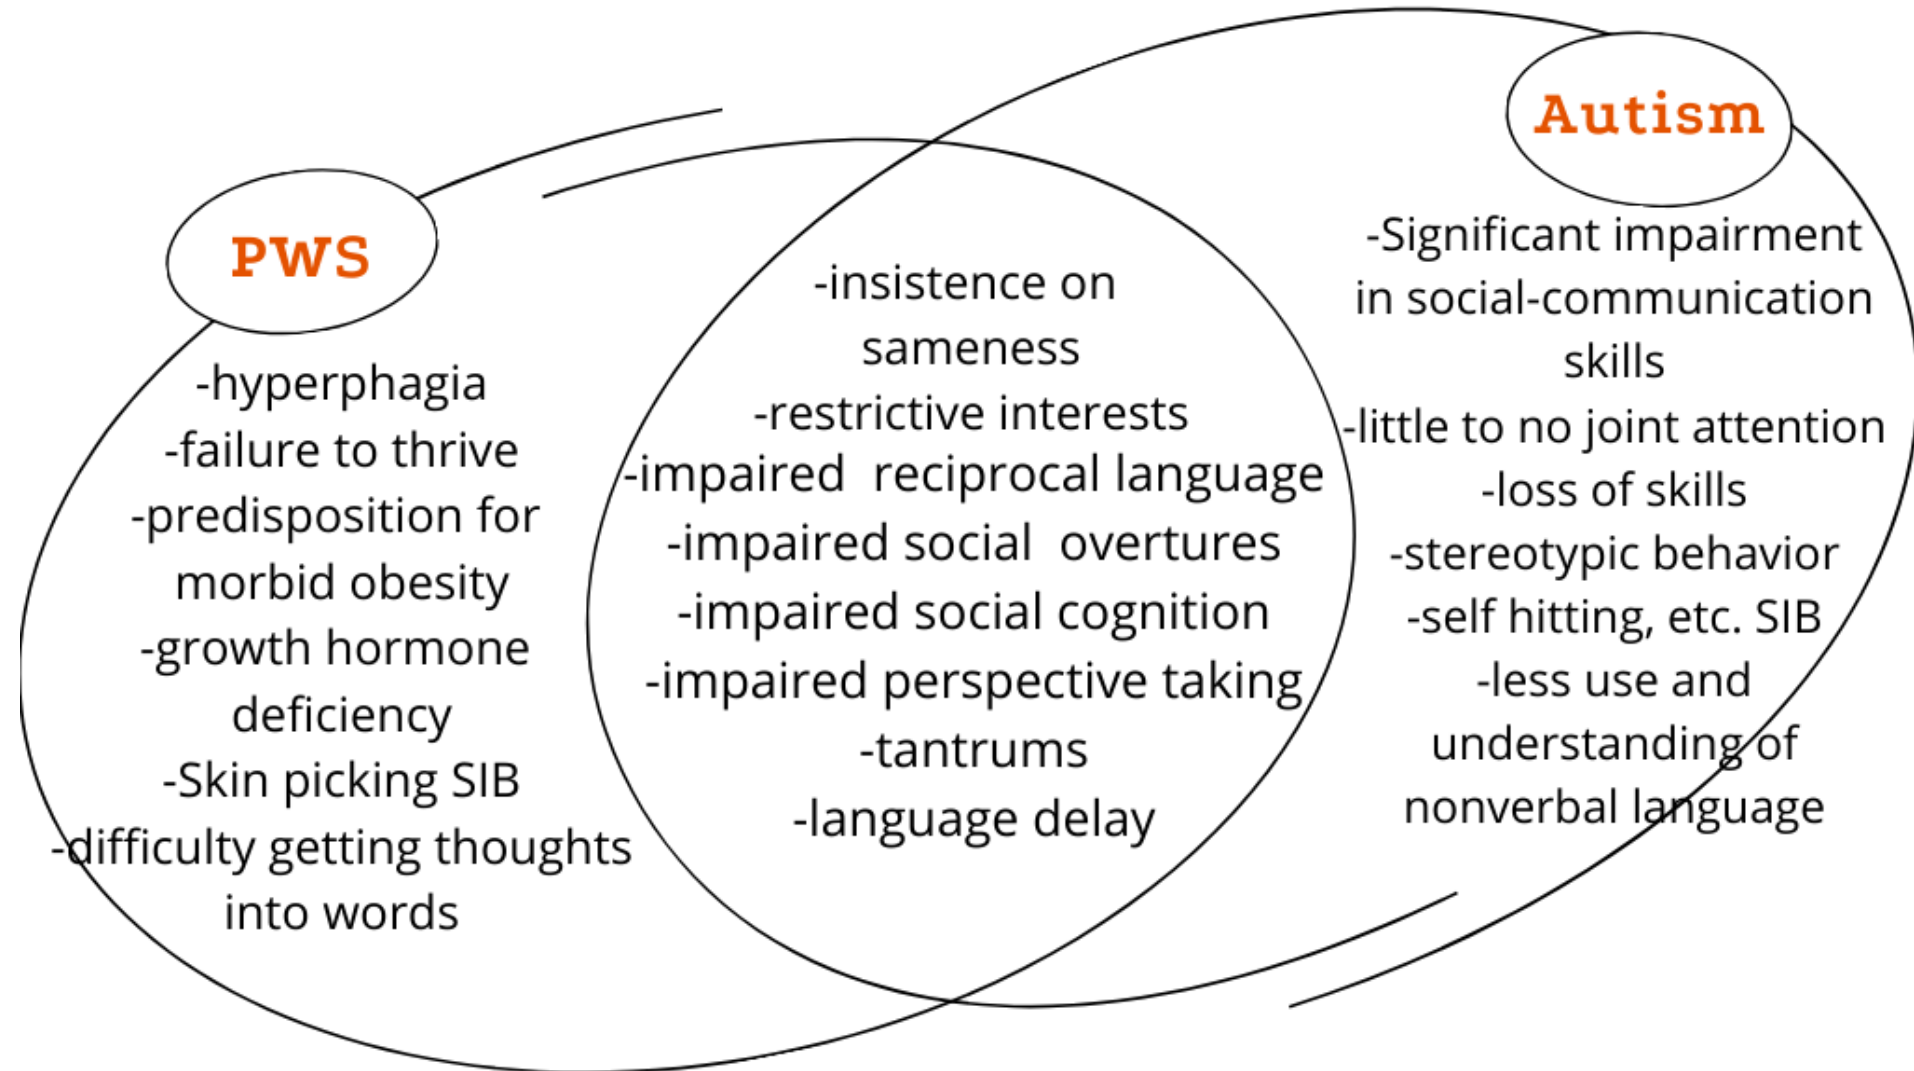 PWS
-hyperphagia
-failure to thrive
-predisposition for
morbid obesity
-growth hormone
deficiency
-Skin picking SIB
-difficulty getting thoughts
into words
-insistence on
sameness
-restrictive interests
-impaired  reciprocal language
-impaired social  overtures
-impaired social cognition
-impaired perspective taking
-tantrums
-language delay
Autism
-Significant impairment
in social-communication
skills
-little to no joint attention
-loss of skills
-stereotypic behavior
-self hitting, etc. SIB
-less use and
understanding of
nonverbal language